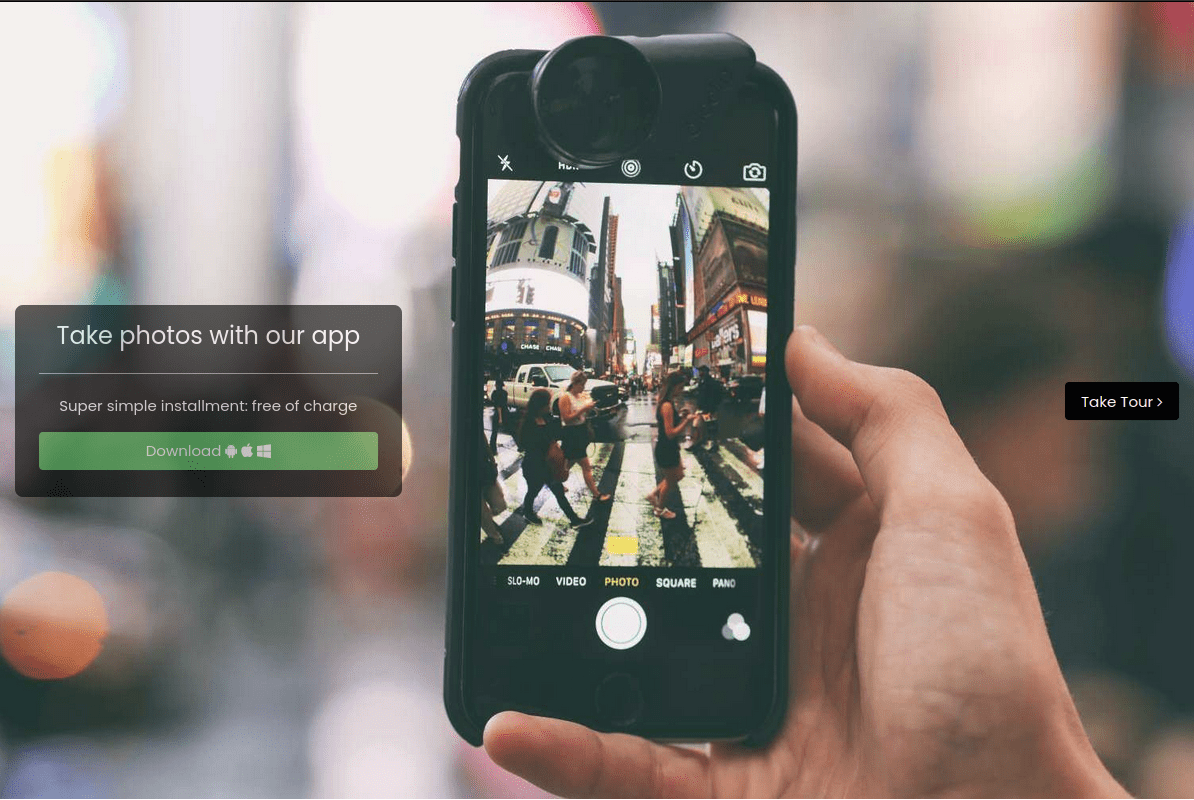 HDR
Take photos with our app
Super simple installment: free of charge
Download
Take Tour
CHASE CHASE
SLO-MO VIDEO PHOTO SQUARE PANO